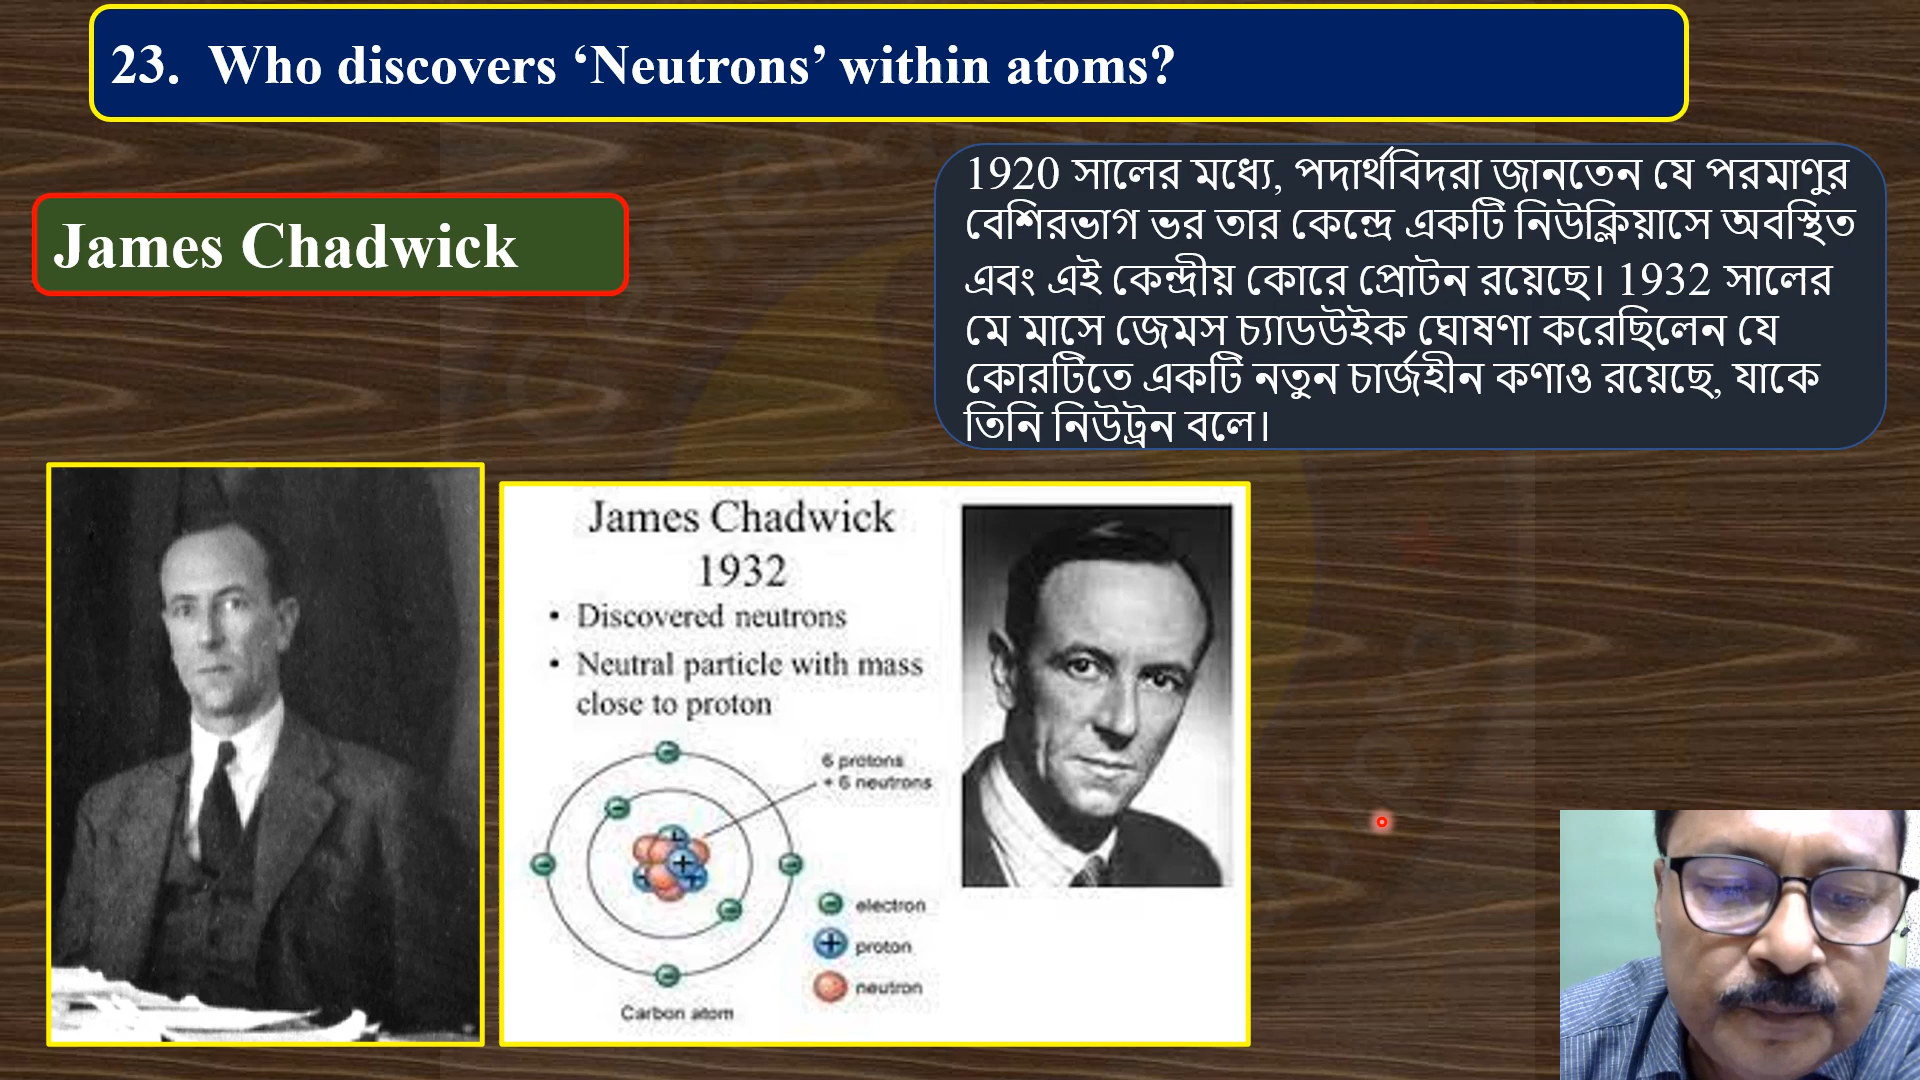 23. Who discovers ‘Neutrons’ within atoms?
James Chadwick
1920 সালের মধ্যে, পদার্থবিদরা জানতেন যে পরমাণুর
বেশিরভাগ ভর তার কেন্দ্রে একটি নিউক্লিয়াসে অবস্থিত
এবং এই কেন্দ্রীয় কোরে প্রোটন রয়েছে। 1932 সালের
মে মাসে জেমস চ্যাডউইক ঘোষণা করেছিলেন যে
কোরটিতে একটি নতুন চার্জহীন কণাও রয়েছে, যাকে
তিনি নিউট্রন বলে।
James Chadwick
1932
• Discovered neutrons
• Neutral particle with mass
close to proton
6 protons
+ 6 neutrons
electron
proton
neutron
Carbon atom